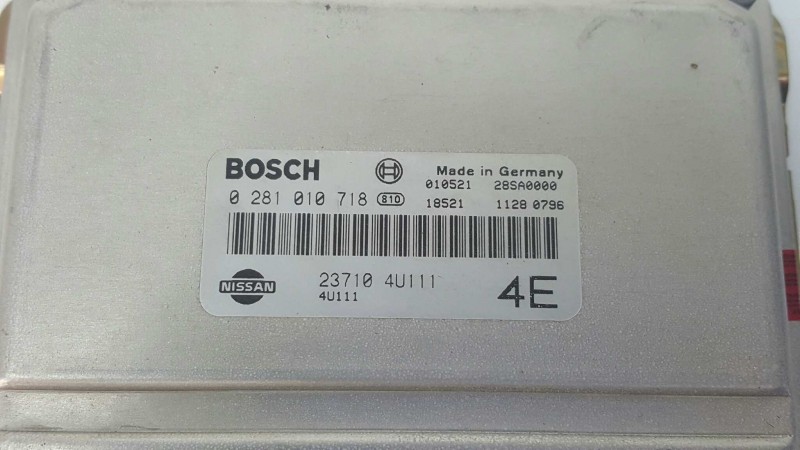 BOSCH Made in Germany
010521 28SA0000
0 281 010 718 810 18521 1128 0796
NISSAN 23710 4U111 4E
4U111